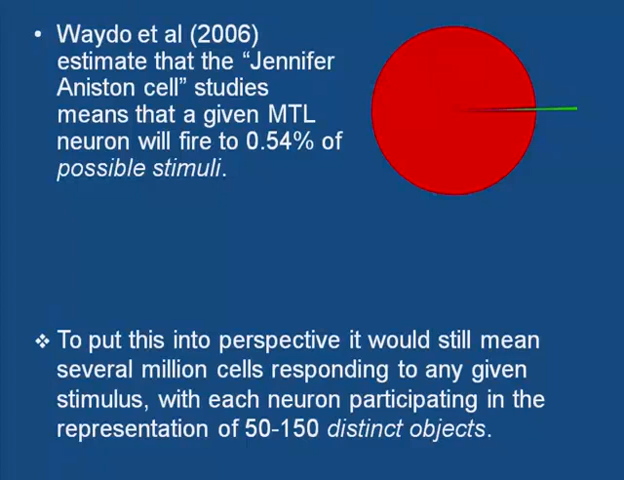 • Waydo et al (2006)
estimate that the “Jennifer
Aniston cell” studies
means that a given MTL
neuron will fire to 0.54% of
possible stimuli.
❖ To put this into perspective it would still mean
several million cells responding to any given
stimulus, with each neuron participating in the
representation of 50-150 distinct objects.